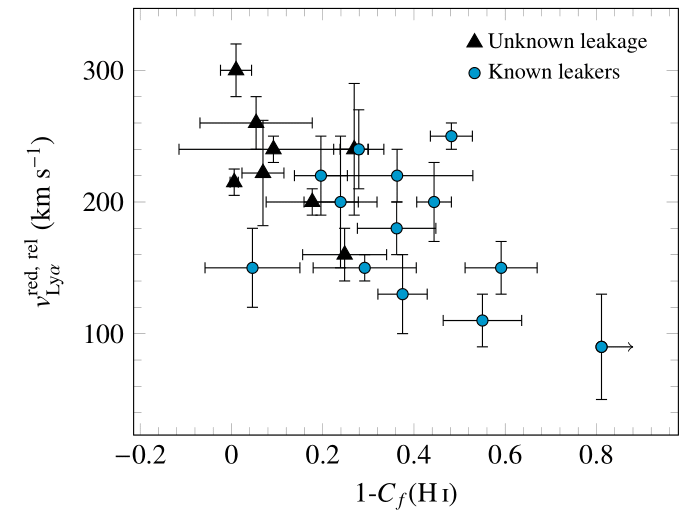 Unknown leakage
Known leakers
300
200
100
v^{red, rel}_{Lyα} (km s^{−1})
−0.2 0 0.2 0.4 0.6 0.8
1-C_f(H I)